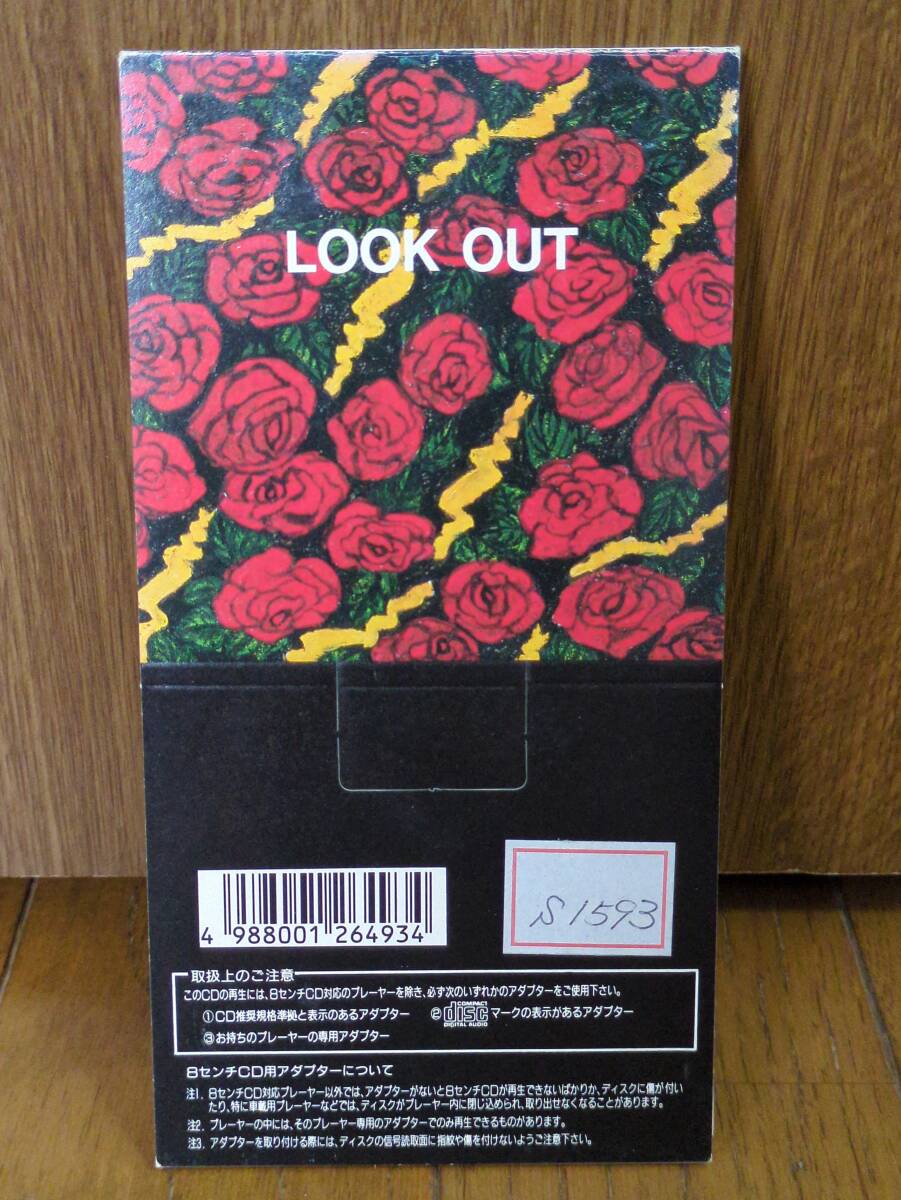 LOOK OUT
S1593
4 988001 264934
取扱上のご注意
このCDの再生には、8センチCD対応のプレーヤーを除き、必ず次のいずれかのアダプターをご使用下さい。
①CD推奨規格準拠と表示のあるアダプター ②COMPACT disc DIGITAL AUDIO マークの表示があるアダプター
③お持ちのプレーヤーの専用アダプター
8センチCD用アダプターについて
注1. 8センチCD対応プレーヤー以外では、アダプターがないと8センチCDが再生できないばかりか、ディスクに傷が付い
たり、特に車載用プレーヤーなどでは、ディスクがプレーヤー内に閉じ込められ、取り出せなくなることがあります。
注2. プレーヤーの中には、そのプレーヤー専用のアダプターでのみ再生できるものがあります。
注3. アダプターを取り付ける際には、ディスクの信号読取面に指紋や傷を付けないようご注意下さい。